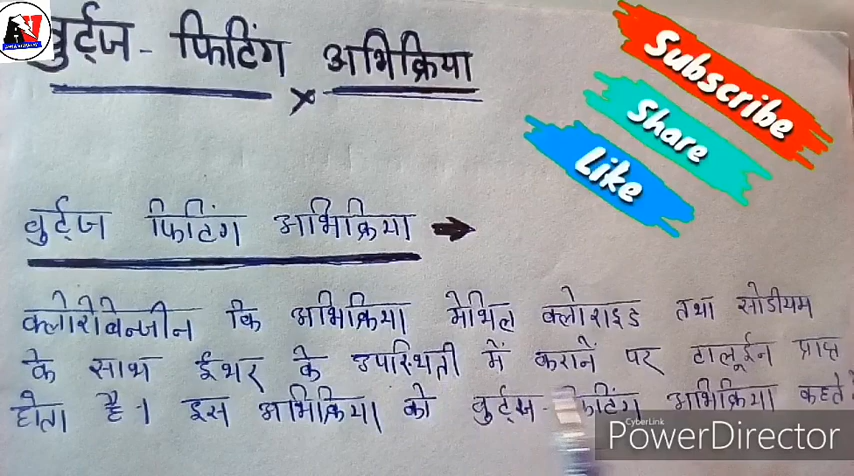 वुर्ट्ज - फिटिंग अभिक्रिया
Subscribe
Share
Like
वुर्ट्ज फिटिंग अभिक्रिया
क्लोरोबेन्जीन कि अभिक्रिया मेथिल क्लोराइड तथा सोडीयम
के साथ ईथर के उपस्थिती में करानें पर टालूईन प्राप्त
होता है। इस अभिक्रिया को वुर्ट्ज - फिटिंग अभिक्रिया कहते
CyberLink
PowerDirector